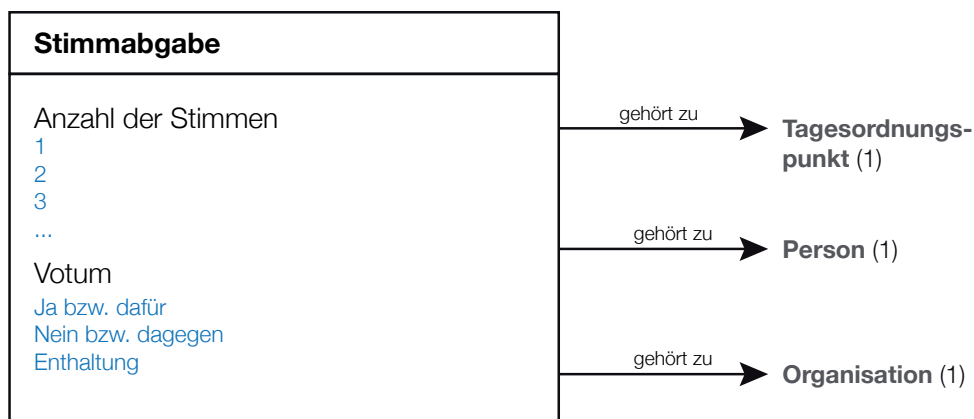 Stimmabgabe
Anzahl der Stimmen
1
2
3
...
Votum
Ja bzw. dafür
Nein bzw. dagegen
Enthaltung
gehört zu
Tagesordnungs-
punkt (1)
gehört zu
Person (1)
gehört zu
Organisation (1)